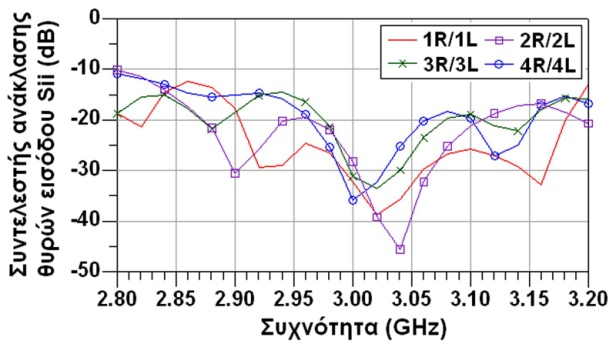 Συντελεστής ανάκλασης
θυρών εισόδου Sii (dB)
0
-10
-20
-30
-40
-50
1R/1L
2R/2L
3R/3L
4R/4L
2.80 2.85 2.90 2.95 3.00 3.05 3.10 3.15 3.20
Συχνότητα (GHz)